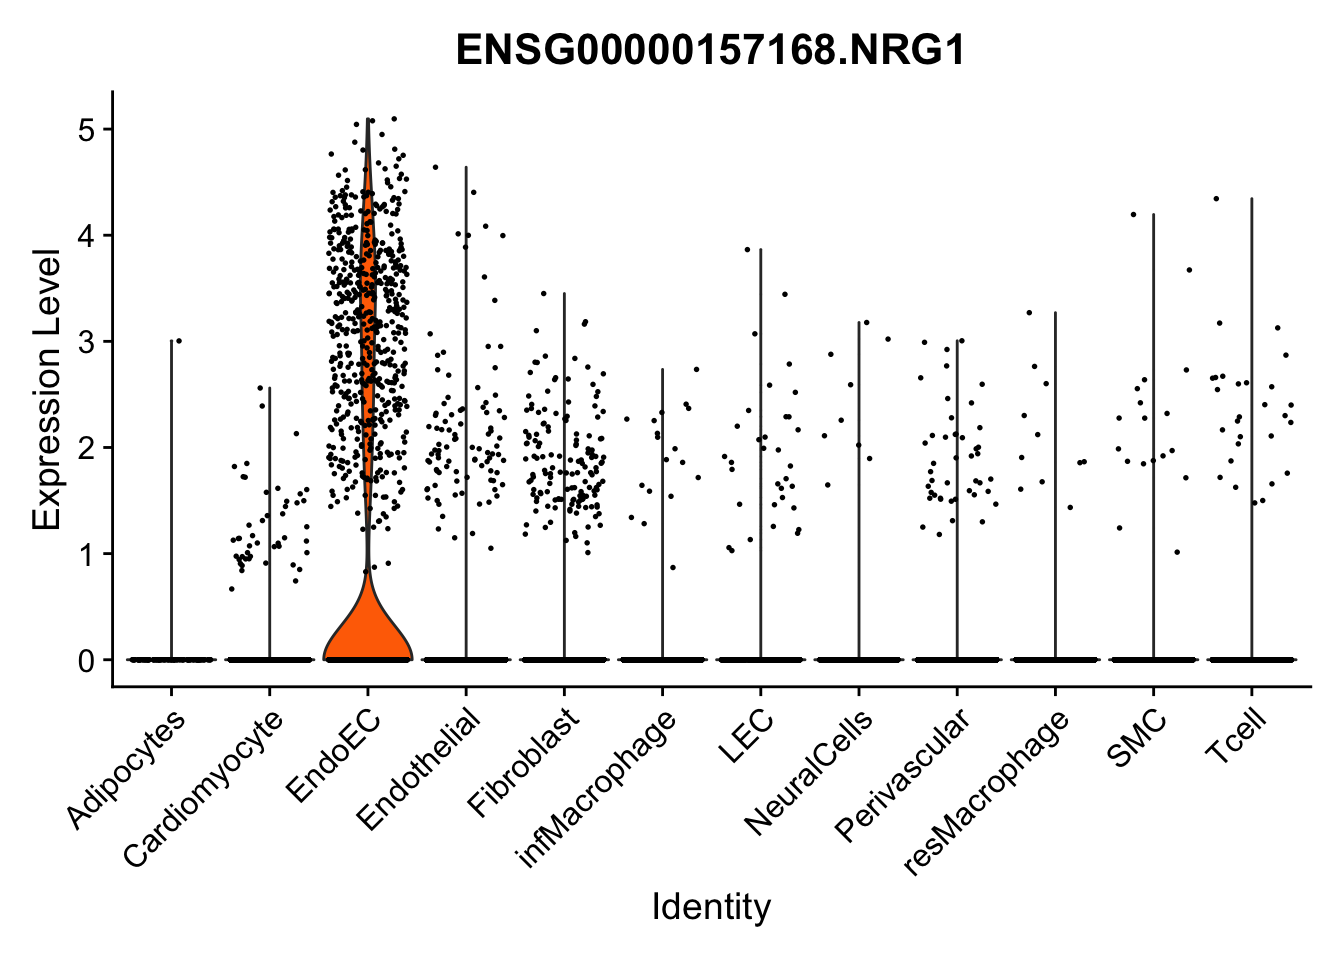 ENSG00000157168.NRG1
Expression Level
5
4
3
2
1
0
Adipocytes
Cardiomyocyte
EndoEC
Endothelial
Fibroblast
infMacrophage
LEC
NeuralCells
Perivascular
resMacrophage
SMC
Tcell
Identity